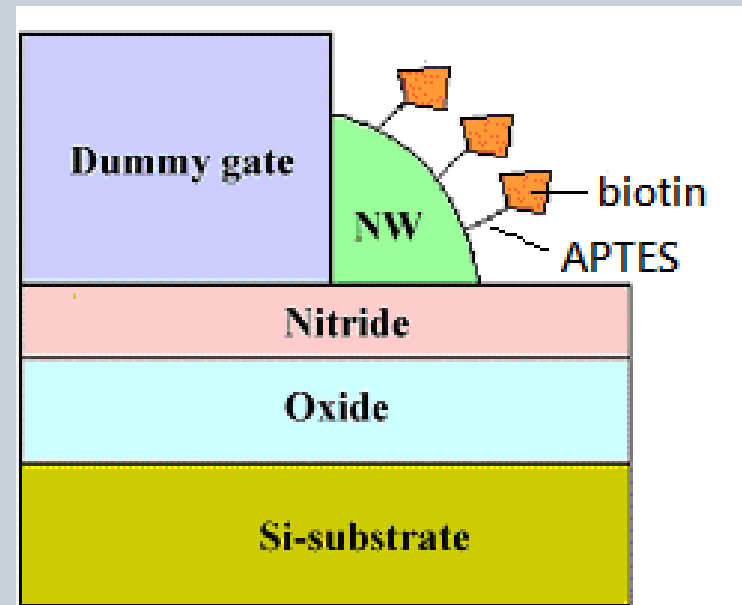 Dummy gate
NW
biotin
APTES
Nitride
Oxide
Si-substrate